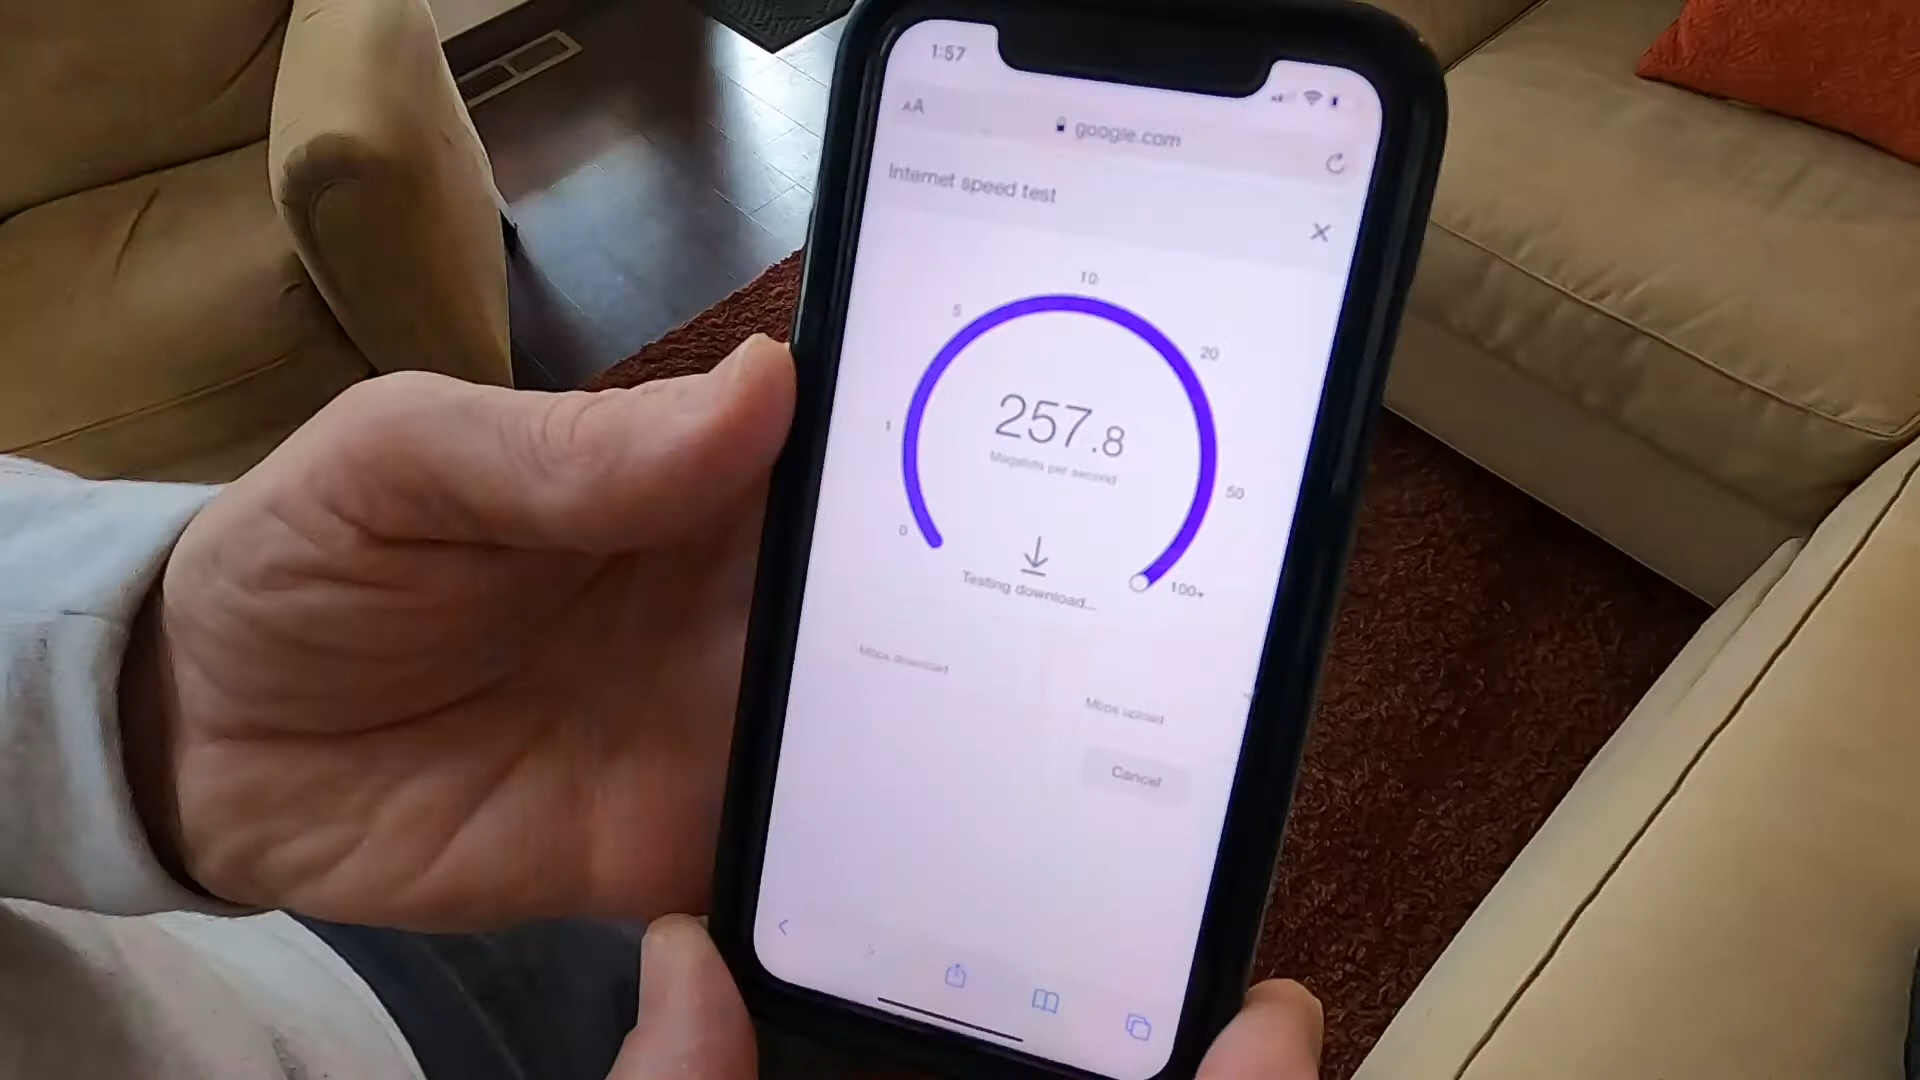 1:57
AA
google.com
Internet speed test
10
5
20
1
257.8
Megabits per second
50
0
100+
Testing download...
Mbps download
Mbps upload
Cancel